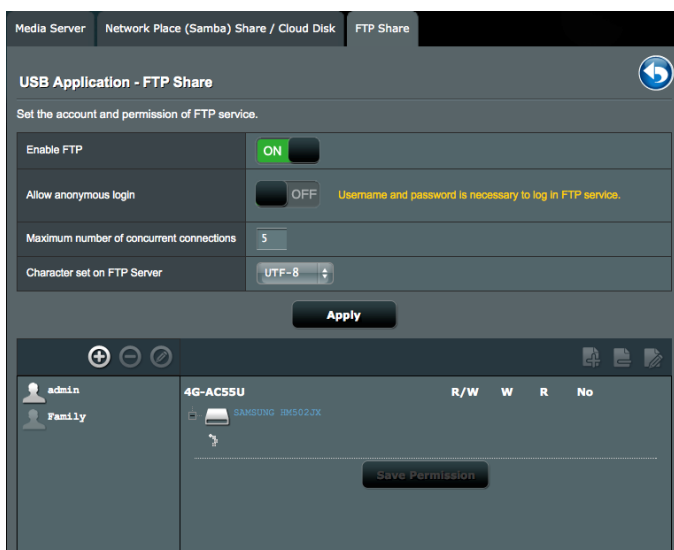 Media Server Network Place (Samba) Share / Cloud Disk FTP Share
USB Application - FTP Share
Set the account and permission of FTP service.
Enable FTP ON
Allow anonymous login OFF Username and password is necessary to log in FTP service.
Maximum number of concurrent connections 5
Character set on FTP Server UTF-8
Apply
admin
Family
4G-AC55U R/W W R No
SAMSUNG HM502JX
Save Permission